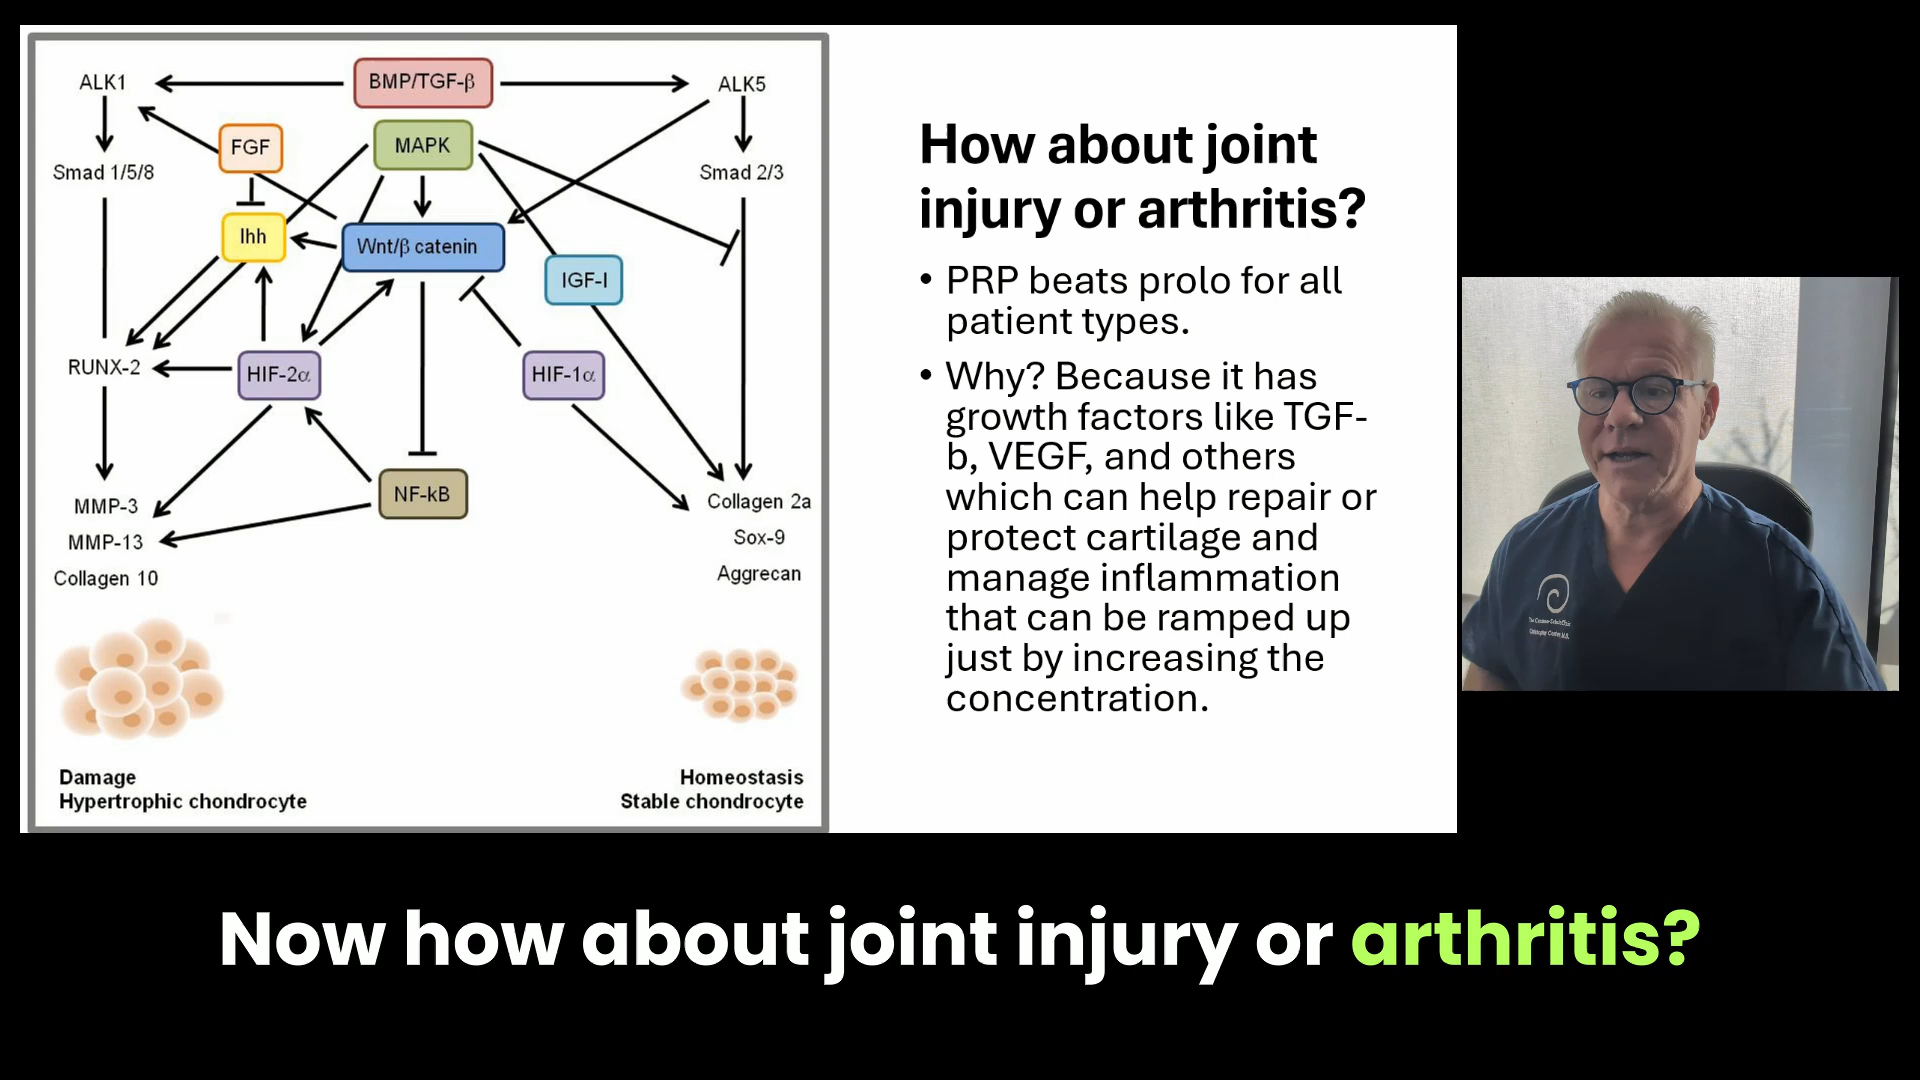 ALK1
BMP/TGF-β
ALK5
FGF
MAPK
Smad 1/5/8
Smad 2/3
Ihh
Wnt/β catenin
IGF-I
RUNX-2
HIF-2α
HIF-1α
NF-kB
MMP-3
MMP-13
Collagen 10
Collagen 2a
Sox-9
Aggrecan
Damage
Hypertrophic chondrocyte
Homeostasis
Stable chondrocyte
How about joint
injury or arthritis?
• PRP beats prolo for all
patient types.
• Why? Because it has
growth factors like TGF-
b, VEGF, and others
which can help repair or
protect cartilage and
manage inflammation
that can be ramped up
just by increasing the
concentration.
Now how about joint injury or arthritis?